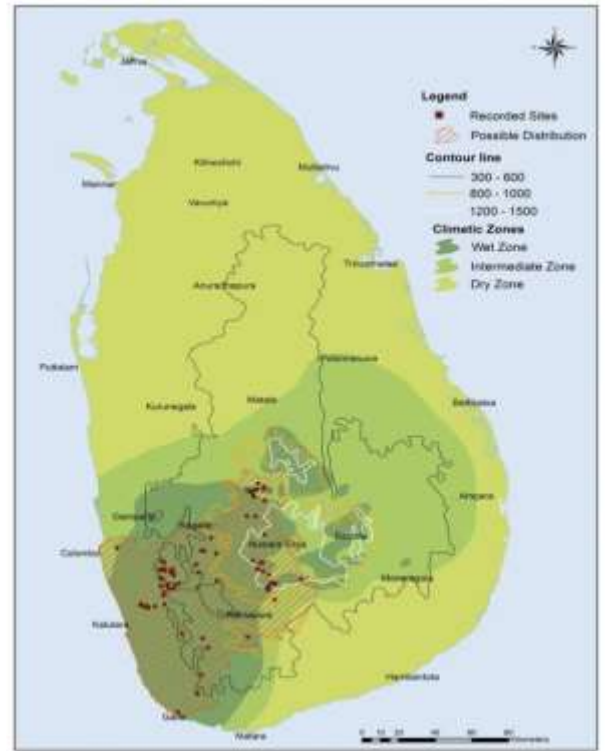 Jaffna
Kilinochchi
Mullaitivu
Mannar
Vavuniya
Trincomalee
Anuradhapura
Puttalam
Polonnaruwa
Kurunegala
Matale
Batticaloa
Ampara
Gampaha
Kegalle
Colombo
Nuwara Eliya
Badulla
Monaragala
Ratnapura
Kalutara
Hambantota
Galle
Matara
Legend
Recorded Sites
Possible Distribution
Contour line
300 - 600
800 - 1000
1200 - 1500
Climatic Zones
Wet Zone
Intermediate Zone
Dry Zone